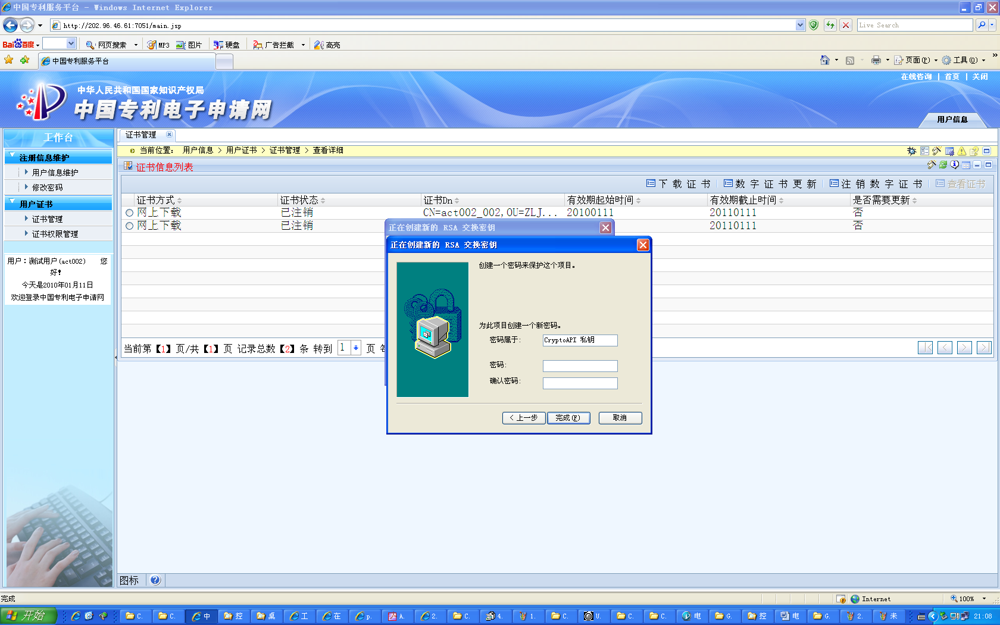 中国专利服务平台 - Windows Internet Explorer
http://202.96.46.61:7051/main.jsp
Live Search
Bai百度 网页搜索 MP3 图片 硬盘 广告拦截 高亮
中国专利服务平台
页面(P) 工具(O) »
在线咨询 | 首页 | 关闭
中华人民共和国国家知识产权局
中国专利电子申请网
用户信息
工作台
注册信息维护
用户信息维护
修改密码
用户证书
证书管理
证书权限管理
用户：测试用户(act002) 您
好！
今天是2010年01月11日
欢迎登录中国专利电子申请网
证书管理
当前位置： 用户信息 > 用户证书 > 证书管理 > 查看详细
证书信息列表
下载证书 | 数字证书更新 | 注销数字证书 | 查看证书
证书方式 证书状态 证书Dn 有效期起始时间 有效期截止时间 是否需要更新
网上下载 已注销 CN=act002_002,OU=ZLJ... 20100111 20110111 否
网上下载 已注销 20110111 否
当前第【1】页/共【1】页 记录总数【2】条 转到 1 页
正在创建新的 RSA 交换密钥
正在创建新的 RSA 交换密钥
创建一个密码来保护这个项目。
为此项目创建一个新密码。
密码属于: CryptoAPI 私钥
密码:
确认密码:
< 上一步 完成(F) 取消
图标
完成
Internet
100%
开始 C. C. 中 控 桌 工 在 p. A. 2. C. 4. 1. C. U. C. C. 电 G. 控 电 G. 2. 未 21:08